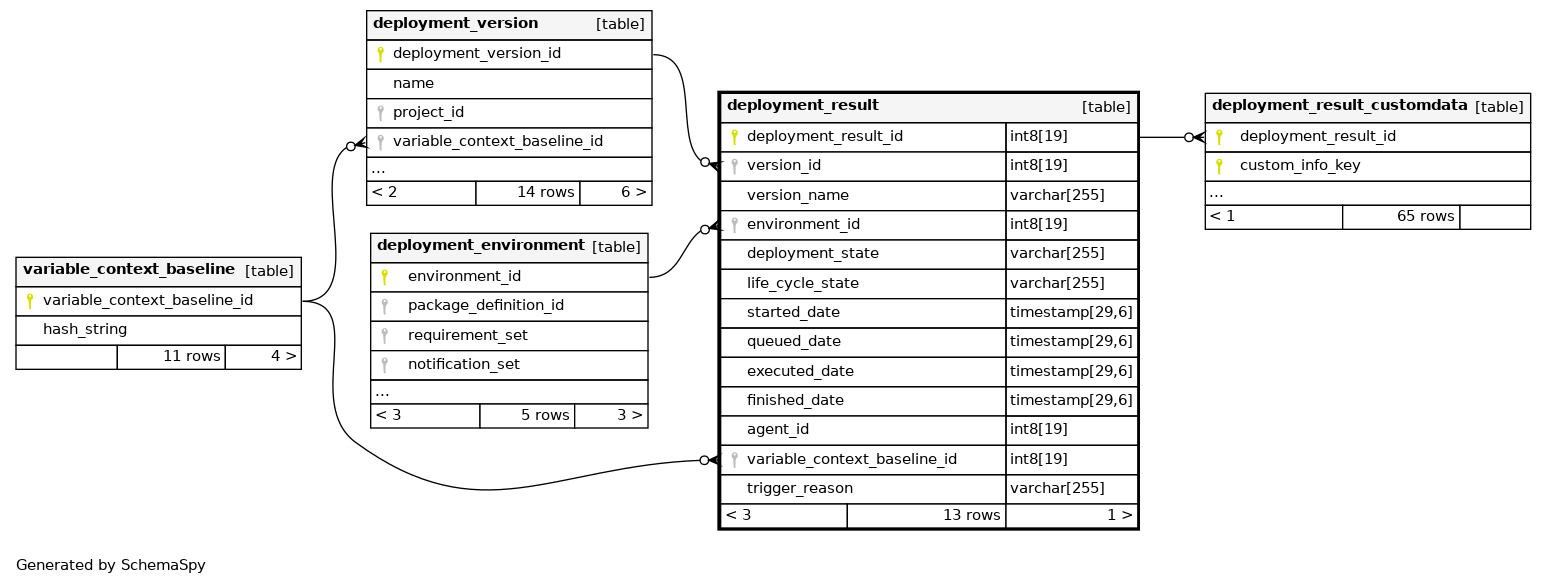 deployment_version [table]
deployment_version_id
name
project_id
variable_context_baseline_id
...
< 2 14 rows 6 >
variable_context_baseline [table]
variable_context_baseline_id
hash_string
11 rows 4 >
deployment_environment [table]
environment_id
package_definition_id
requirement_set
notification_set
...
< 3 5 rows 3 >
deployment_result [table]
deployment_result_id int8[19]
version_id int8[19]
version_name varchar[255]
environment_id int8[19]
deployment_state varchar[255]
life_cycle_state varchar[255]
started_date timestamp[29,6]
queued_date timestamp[29,6]
executed_date timestamp[29,6]
finished_date timestamp[29,6]
agent_id int8[19]
variable_context_baseline_id int8[19]
trigger_reason varchar[255]
< 3 13 rows 1 >
deployment_result_customdata [table]
deployment_result_id
custom_info_key
...
< 1 65 rows
Generated by SchemaSpy